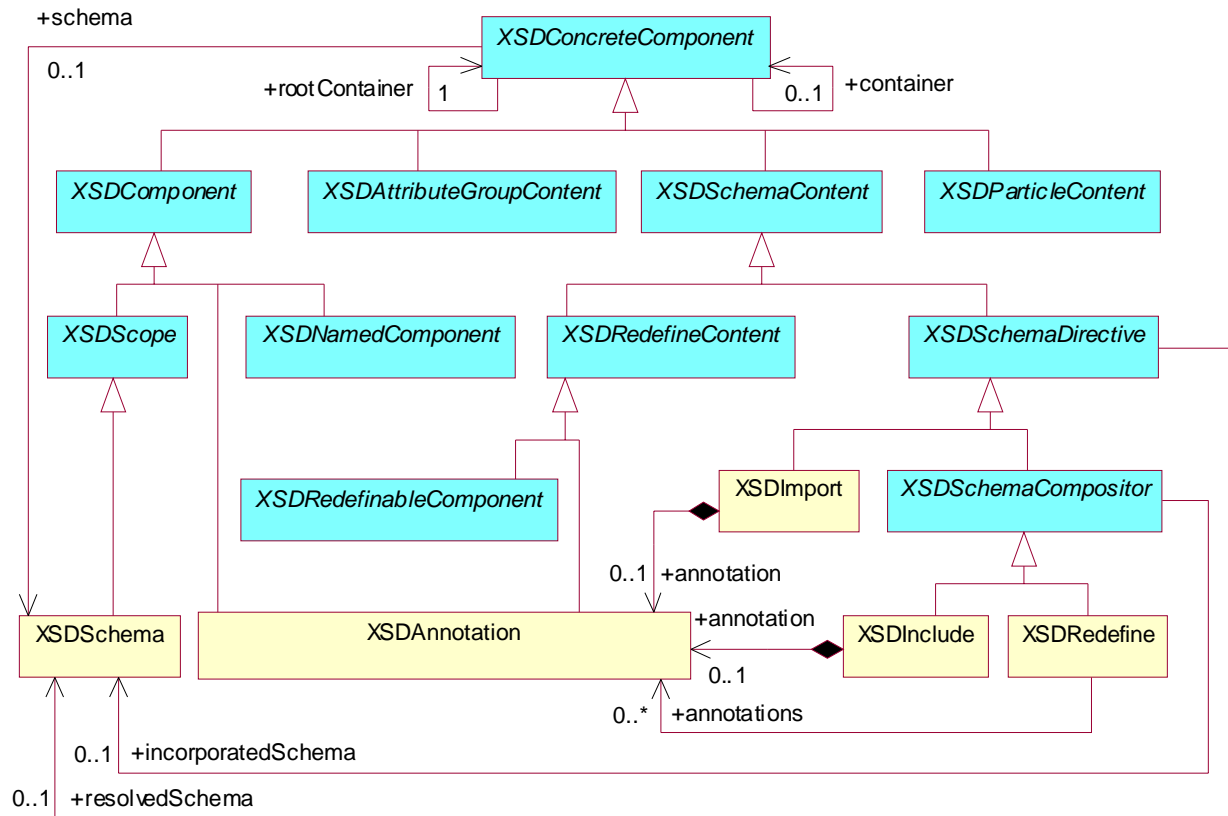 +schema
XSDConcreteComponent
0..1
+rootContainer
1
0..1
+container
XSDComponent
XSDAttributeGroupContent
XSDSchemaContent
XSDParticleContent
XSDScope
XSDNamedComponent
XSDRedefineContent
XSDSchemaDirective
XSDRedefinableComponent
XSDImport
XSDSchemaCompositor
0..1
+annotation
XSDSchema
XSDAnnotation
+annotation
XSDInclude
XSDRedefine
0..1
0..*
+annotations
0..1
+incorporatedSchema
0..1
+resolvedSchema